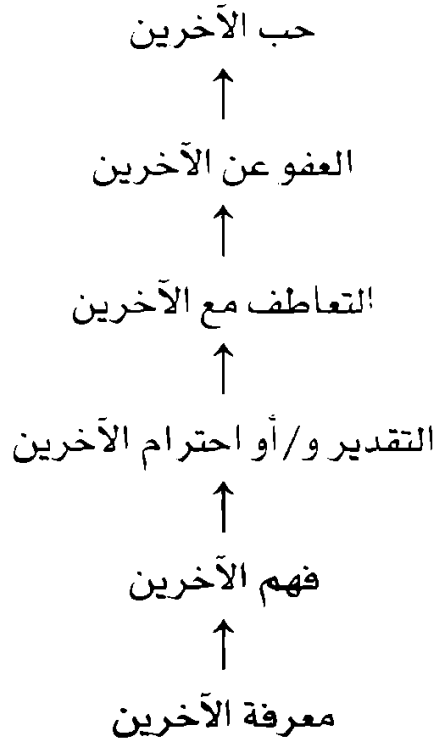 حب الآخرين
↑
العفو عن الآخرين
↑
التعاطف مع الآخرين
↑
التقدير و/أو احترام الآخرين
↑
فهم الآخرين
↑
معرفة الآخرين